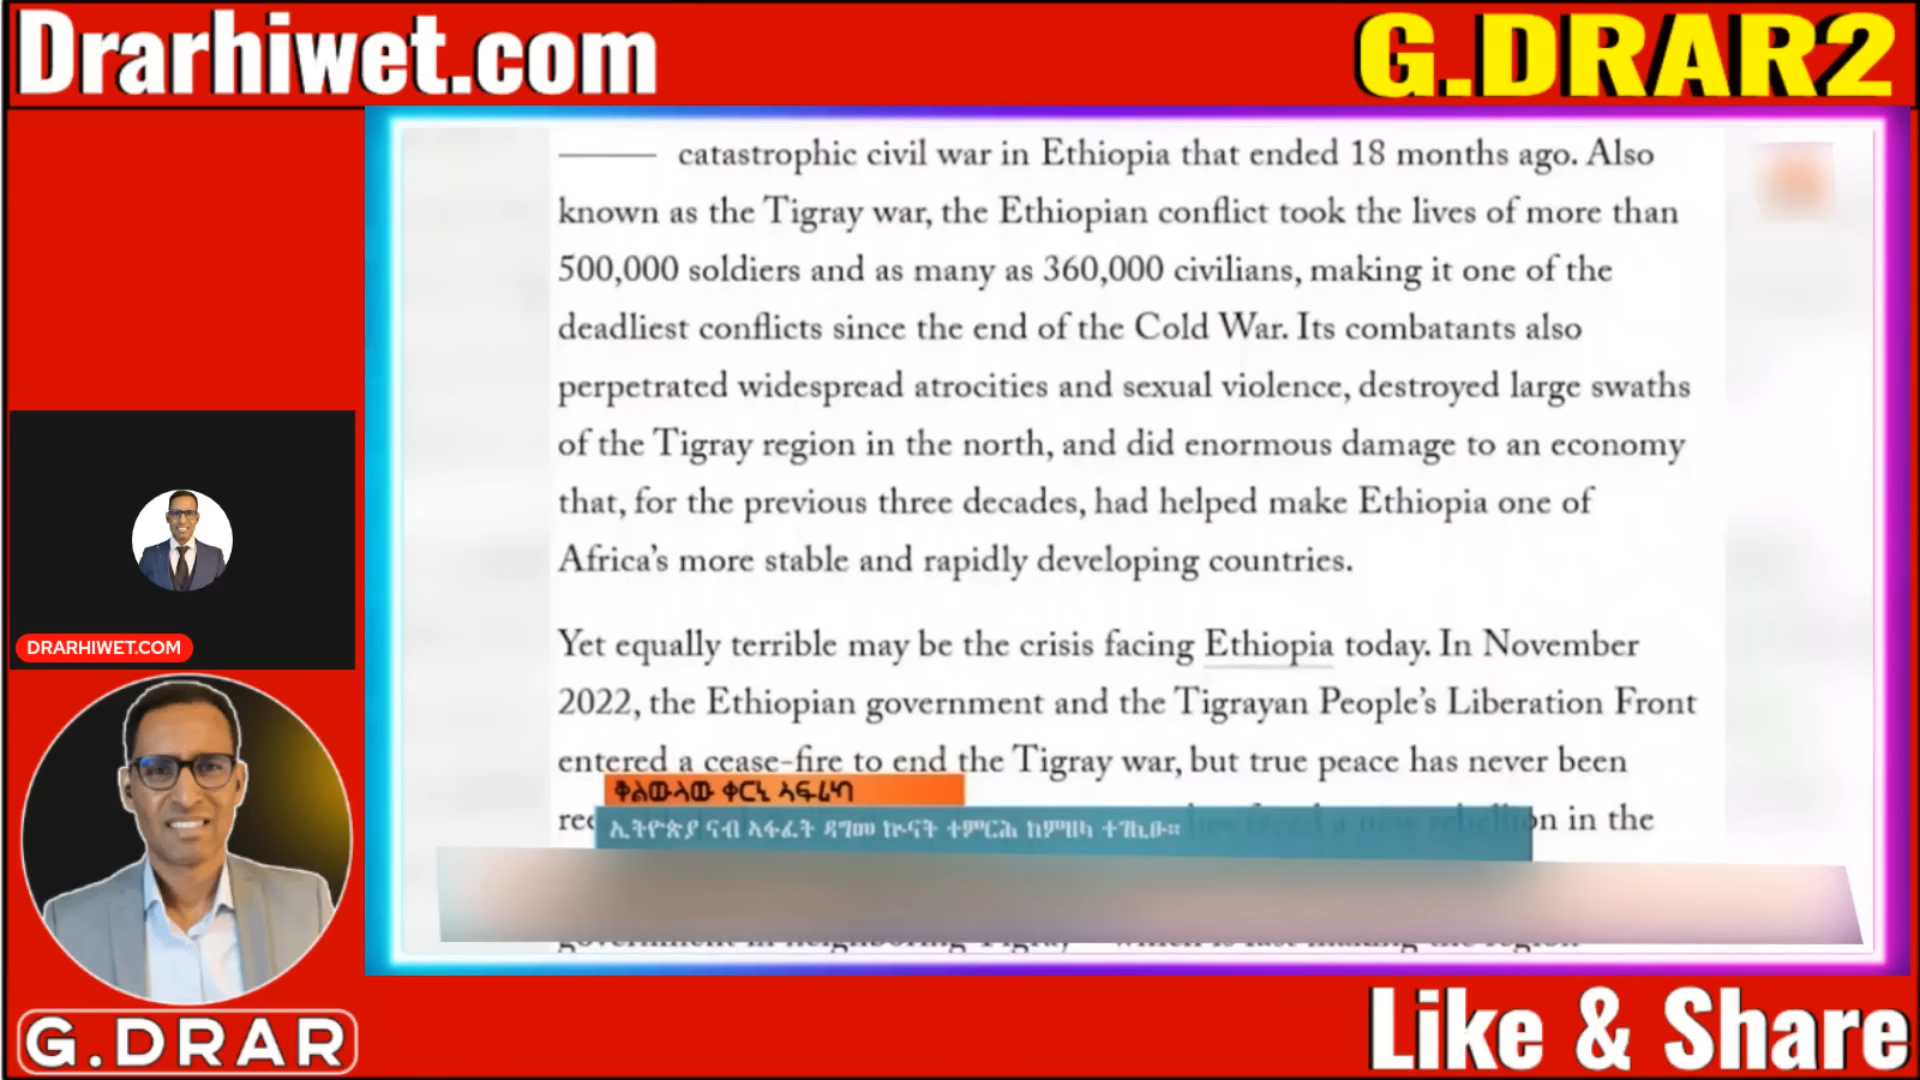 Drarhiwet.com
G.DRAR2
catastrophic civil war in Ethiopia that ended 18 months ago. Also
known as the Tigray war, the Ethiopian conflict took the lives of more than
500,000 soldiers and as many as 360,000 civilians, making it one of the
deadliest conflicts since the end of the Cold War. Its combatants also
perpetrated widespread atrocities and sexual violence, destroyed large swaths
of the Tigray region in the north, and did enormous damage to an economy
that, for the previous three decades, had helped make Ethiopia one of
Africa's more stable and rapidly developing countries.
Yet equally terrible may be the crisis facing Ethiopia today. In November
2022, the Ethiopian government and the Tigrayan People's Liberation Front
entered a cease-fire to end the Tigray war, but true peace has never been
rebellion in the
ቅልውላው ቀርኒ ኣፍሪካ
ኢትዮጵያ ናብ ኣፋፌት ዳግመ ኲናት ተምርሕ ከምዘላ ተገሊፁ።
DRARHIWET.COM
G.DRAR
Like & Share